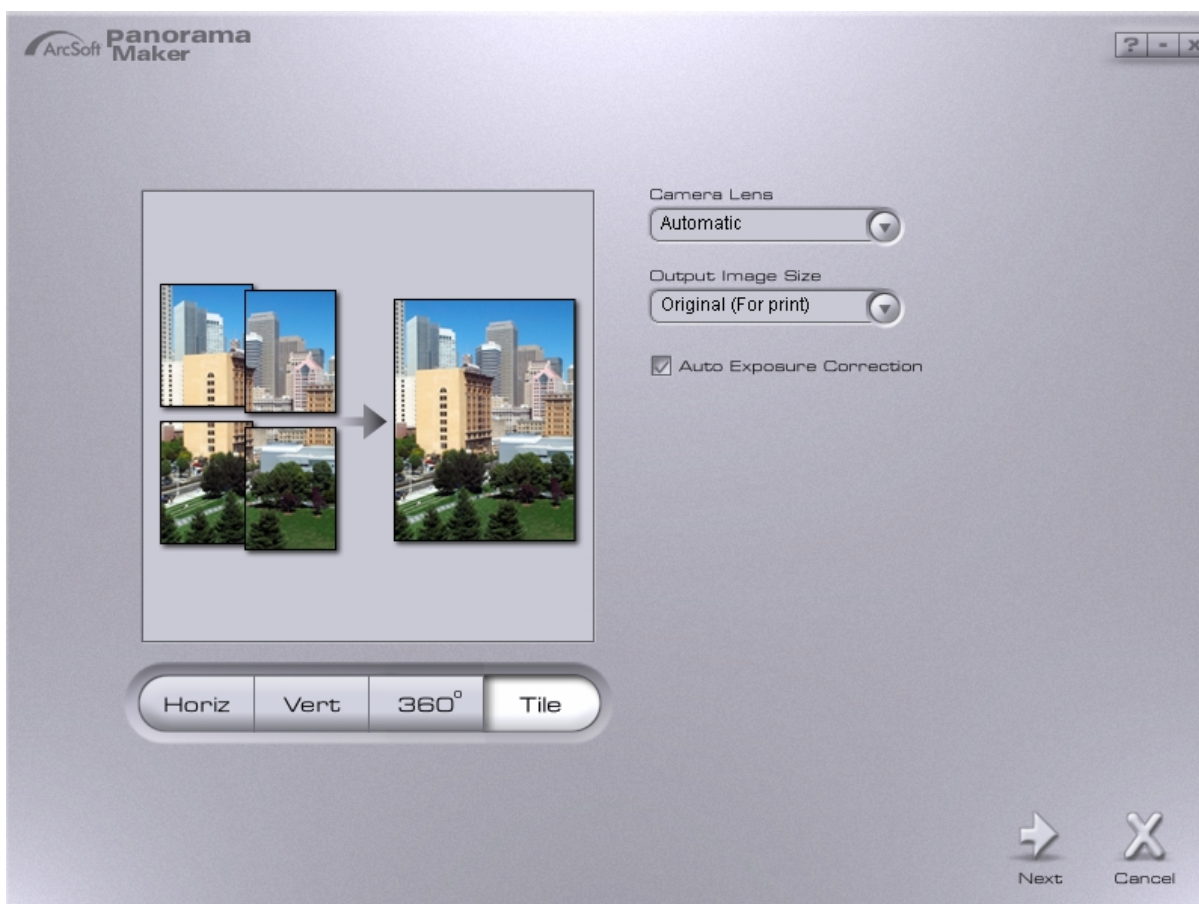 ArcSoft Panorama Maker
? - x
Camera Lens
Automatic
Output Image Size
Original (For print)
Auto Exposure Correction
Horiz Vert 360° Tile
Next Cancel